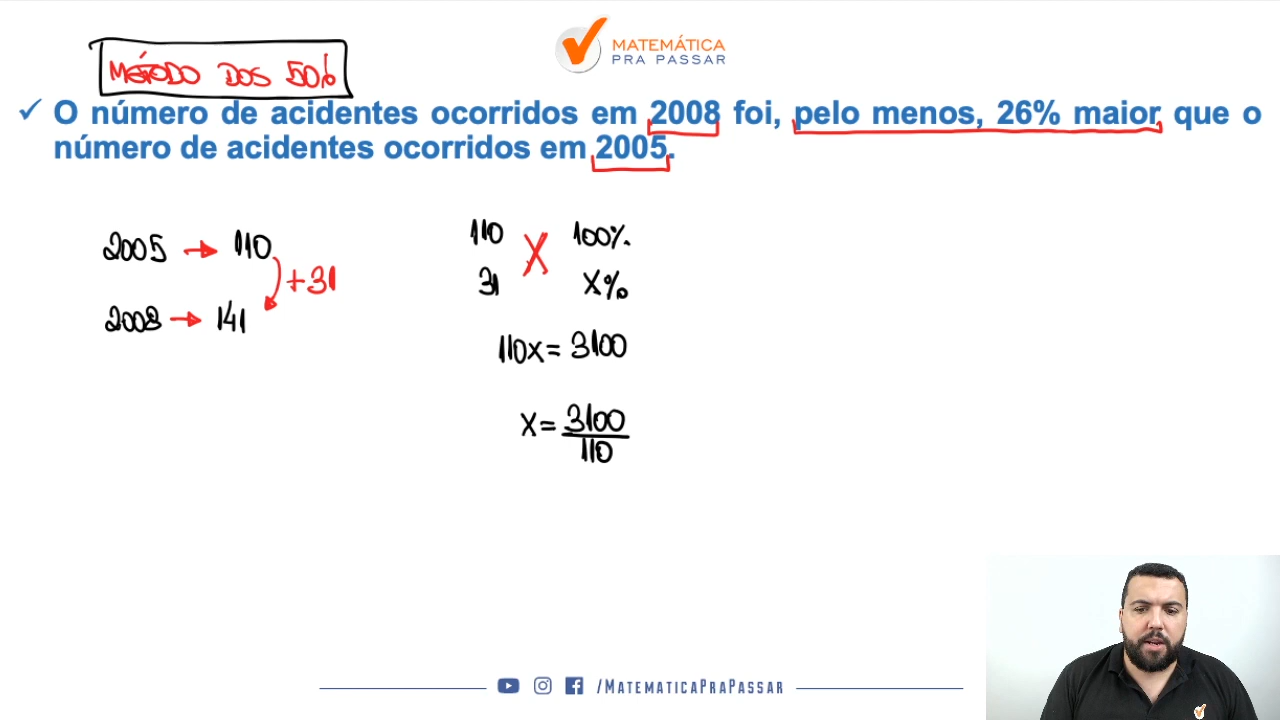 MÉTODO DOS 50%
MATEMÁTICA
PRA PASSAR
✓ O número de acidentes ocorridos em 2008 foi, pelo menos, 26% maior que o
número de acidentes ocorridos em 2005.
2005 → 110
+31
2008 → 141
110 100%
31 X%
110X = 3100
X = 3100
110
/MATEMATICAPRAPASSAR